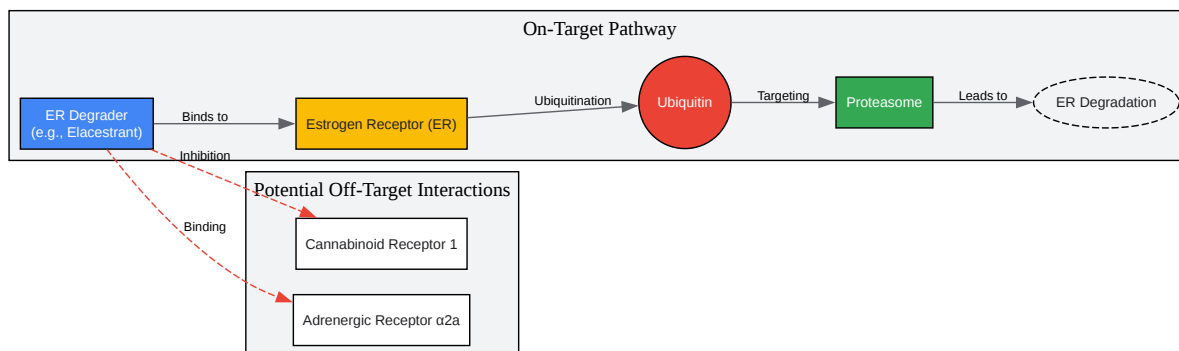 On-Target Pathway
ER Degrader
(e.g., Elacestrant)
Binds to
Estrogen Receptor (ER)
Ubiquitination
Ubiquitin
Targeting
Proteasome
Leads to
ER Degradation
Inhibition
Potential Off-Target Interactions
Binding
Cannabinoid Receptor 1
Adrenergic Receptor α2a